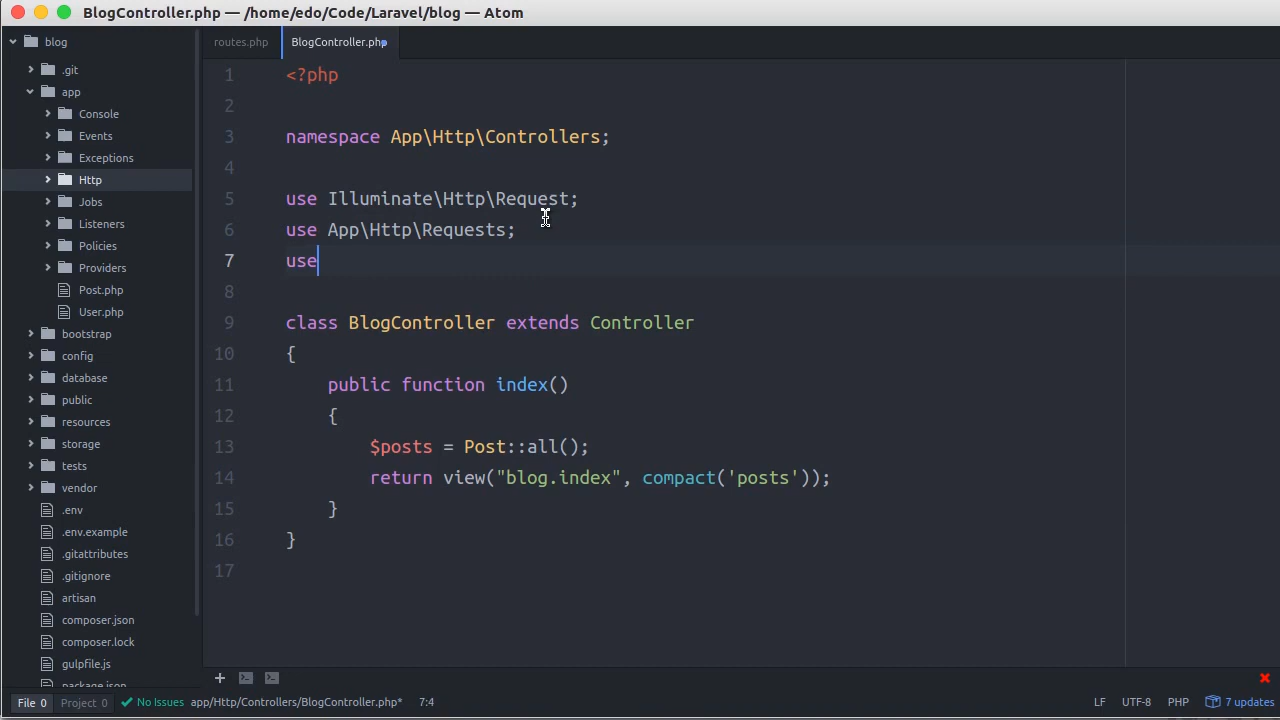 BlogController.php — /home/edo/Code/Laravel/blog — Atom
blog
.git
app
Console
Events
Exceptions
Http
Jobs
Listeners
Policies
Providers
Post.php
User.php
bootstrap
config
database
public
resources
storage
tests
vendor
.env
.env.example
.gitattributes
.gitignore
artisan
composer.json
composer.lock
gulpfile.js
package.json
routes.php
BlogController.php
1 <?php
2
3 namespace App\Http\Controllers;
4
5 use Illuminate\Http\Request;
6 use App\Http\Requests;
7 use
8
9 class BlogController extends Controller
10 {
11 public function index()
12 {
13 $posts = Post::all();
14 return view("blog.index", compact('posts'));
15 }
16 }
17
File 0 Project 0 No Issues app/Http/Controllers/BlogController.php* 7:4 LF UTF-8 PHP 7 updates